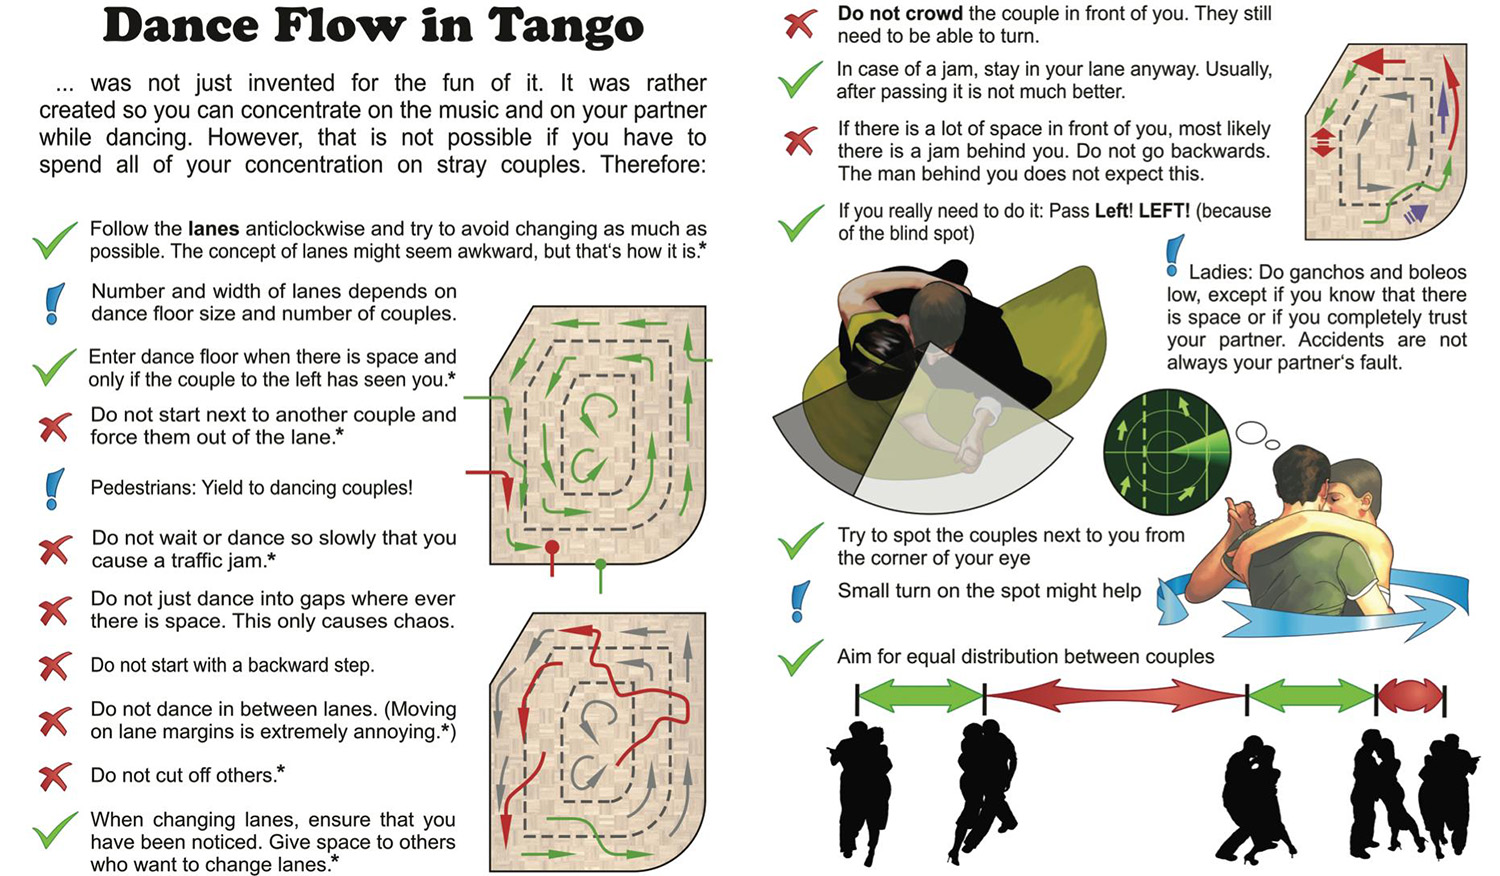 Dance Flow in Tango
... was not just invented for the fun of it. It was rather
created so you can concentrate on the music and on your partner
while dancing. However, that is not possible if you have to
spend all of your concentration on stray couples. Therefore:
Follow the lanes anticlockwise and try to avoid changing as much as
possible. The concept of lanes might seem awkward, but that's how it is.*
Number and width of lanes depends on
dance floor size and number of couples.
Enter dance floor when there is space and
only if the couple to the left has seen you.*
Do not start next to another couple and
force them out of the lane.*
Pedestrians: Yield to dancing couples!
Do not wait or dance so slowly that you
cause a traffic jam.*
Do not just dance into gaps where ever
there is space. This only causes chaos.
Do not start with a backward step.
Do not dance in between lanes. (Moving
on lane margins is extremely annoying.*)
Do not cut off others.*
When changing lanes, ensure that you
have been noticed. Give space to others
who want to change lanes.*
Do not crowd the couple in front of you. They still
need to be able to turn.
In case of a jam, stay in your lane anyway. Usually,
after passing it is not much better.
If there is a lot of space in front of you, most likely
there is a jam behind you. Do not go backwards.
The man behind you does not expect this.
If you really need to do it: Pass Left! LEFT! (because
of the blind spot)
Ladies: Do ganchos and boleos
low, except if you know that there
is space or if you completely trust
your partner. Accidents are not
always your partner's fault.
Try to spot the couples next to you from
the corner of your eye
Small turn on the spot might help
Aim for equal distribution between couples